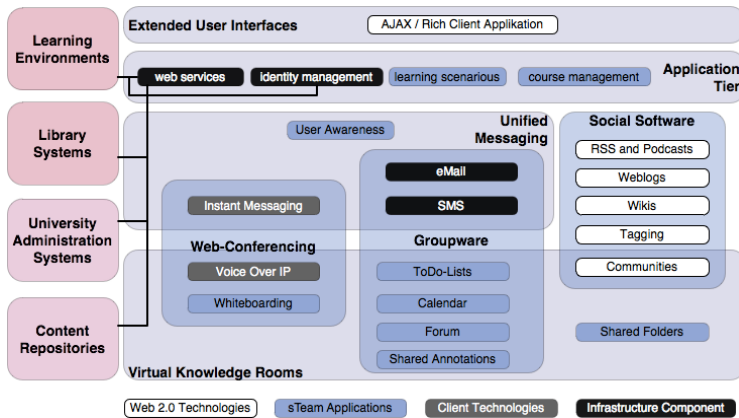 Learning
Environments
Library
Systems
University
Administration
Systems
Content
Repositories
Extended User Interfaces
AJAX / Rich Client Applikation
web services
identity management
learning scenarious
course management
Application
Tier
User Awareness
Unified
Messaging
Social Software
eMail
SMS
Instant Messaging
Web-Conferencing
Groupware
Voice Over IP
Whiteboarding
ToDo-Lists
Calendar
Forum
Shared Annotations
RSS and Podcasts
Weblogs
Wikis
Tagging
Communities
Shared Folders
Virtual Knowledge Rooms
Web 2.0 Technologies
sTeam Applications
Client Technologies
Infrastructure Component